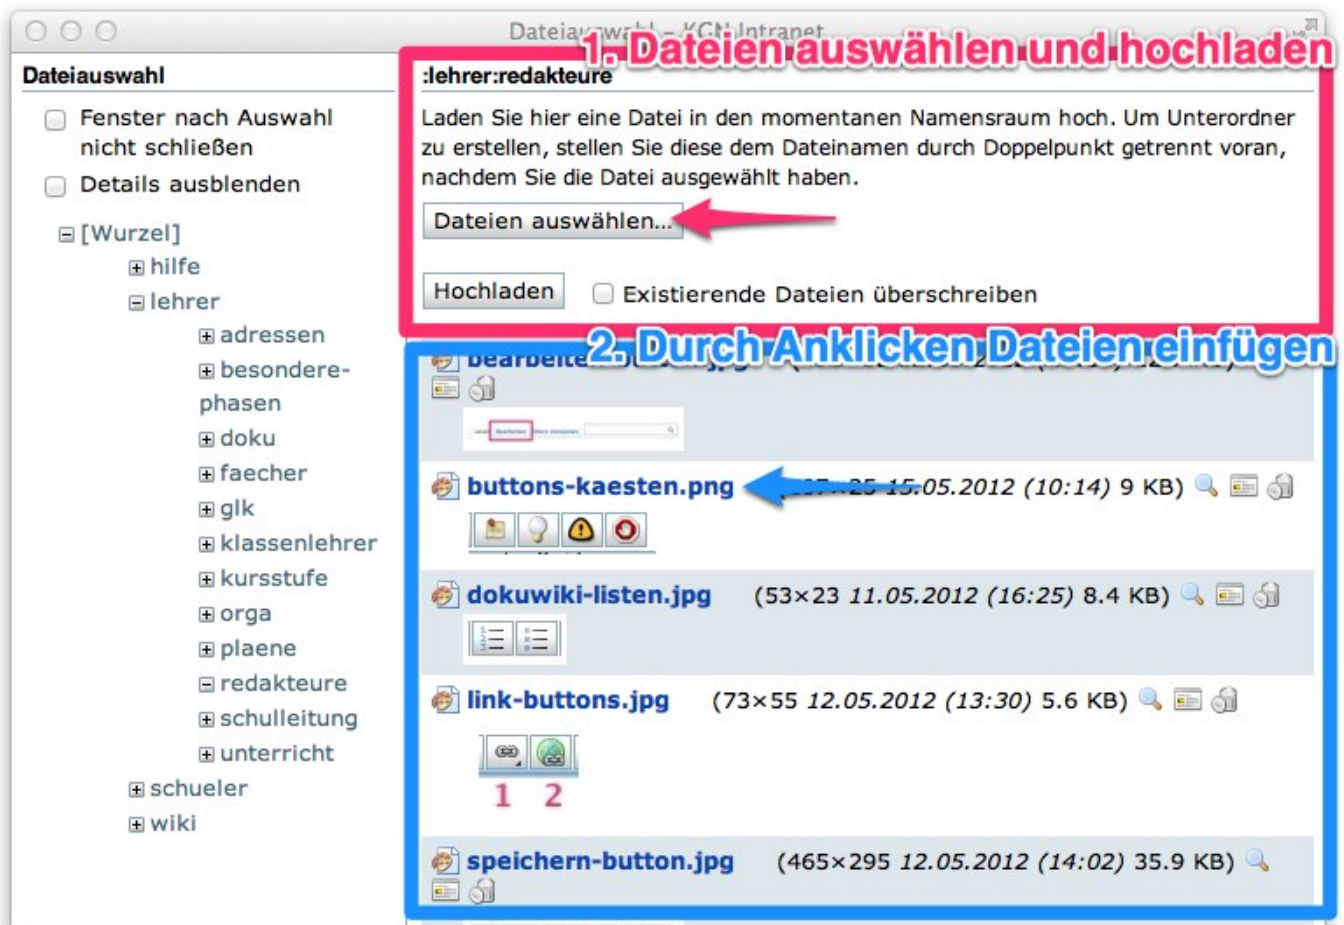 Dateiauswahl – KGN Intranet
1. Dateien auswählen und hochladen
Dateiauswahl
Fenster nach Auswahl
nicht schließen
Details ausblenden
[Wurzel]
hilfe
lehrer
adressen
besondere-
phasen
doku
faecher
glk
klassenlehrer
kursstufe
orga
plaene
redakteure
schulleitung
unterricht
schueler
wiki
:lehrer:redakteure
Laden Sie hier eine Datei in den momentanen Namensraum hoch. Um Unterordner
zu erstellen, stellen Sie diese dem Dateinamen durch Doppelpunkt getrennt voran,
nachdem Sie die Datei ausgewählt haben.
Dateien auswählen...
Hochladen
Existierende Dateien überschreiben
2. Durch Anklicken Dateien einfügen
Bearbeiten
buttons-kaesten.png
15.05.2012 (10:14) 9 KB)
dokuwiki-listen.jpg (53×23 11.05.2012 (16:25) 8.4 KB)
link-buttons.jpg (73×55 12.05.2012 (13:30) 5.6 KB)
1 2
speichern-button.jpg (465×295 12.05.2012 (14:02) 35.9 KB)